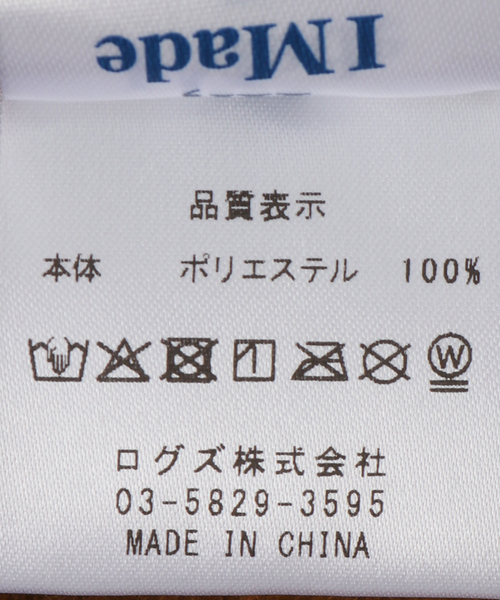 I Made
品質表示
本体 ポリエステル 100%
W
ログズ株式会社
03-5829-3595
MADE IN CHINA